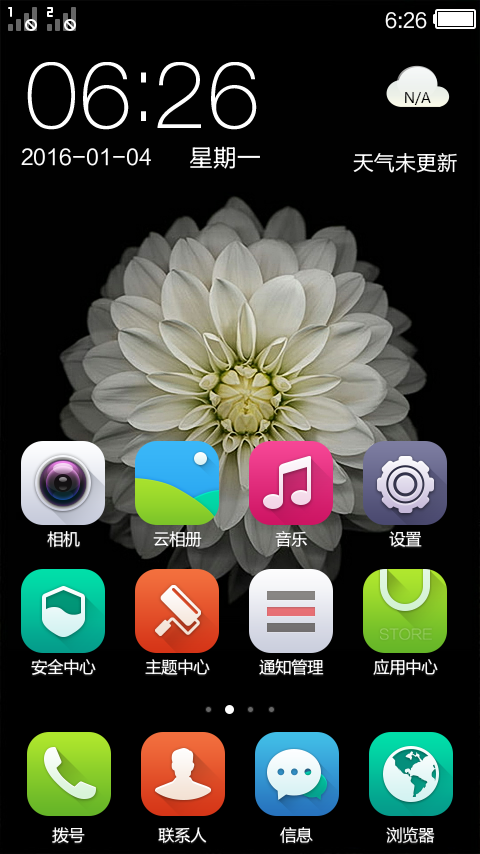 1 2 6:26
06:26
N/A
2016-01-04 星期一
天气未更新
相机 云相册 音乐 设置
STORE
安全中心 主题中心 通知管理 应用中心
拨号 联系人 信息 浏览器